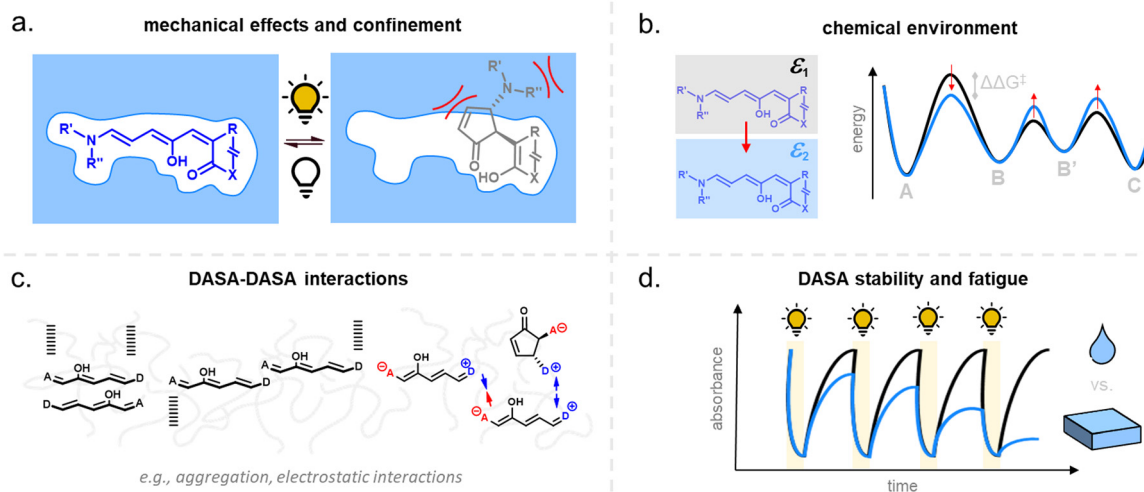 a.
mechanical effects and confinement
R'
N
R"
OH
R
O
X
R'
N
R"
R
O
HO
X
b.
chemical environment
ℰ1
R'
N
R"
OH
R
O
X
ℰ2
R'
N
R"
OH
R
O
X
energy
ΔΔG‡
A
B
B'
C
c.
DASA-DASA interactions
OH
A
D
OH
D
A
OH
A
D
OH
A
D
⊖
A
OH
⊕
D
O
A⊖
D⊕
⊖
A
OH
D
⊕
e.g., aggregation, electrostatic interactions
d.
DASA stability and fatigue
absorbance
time
vs.